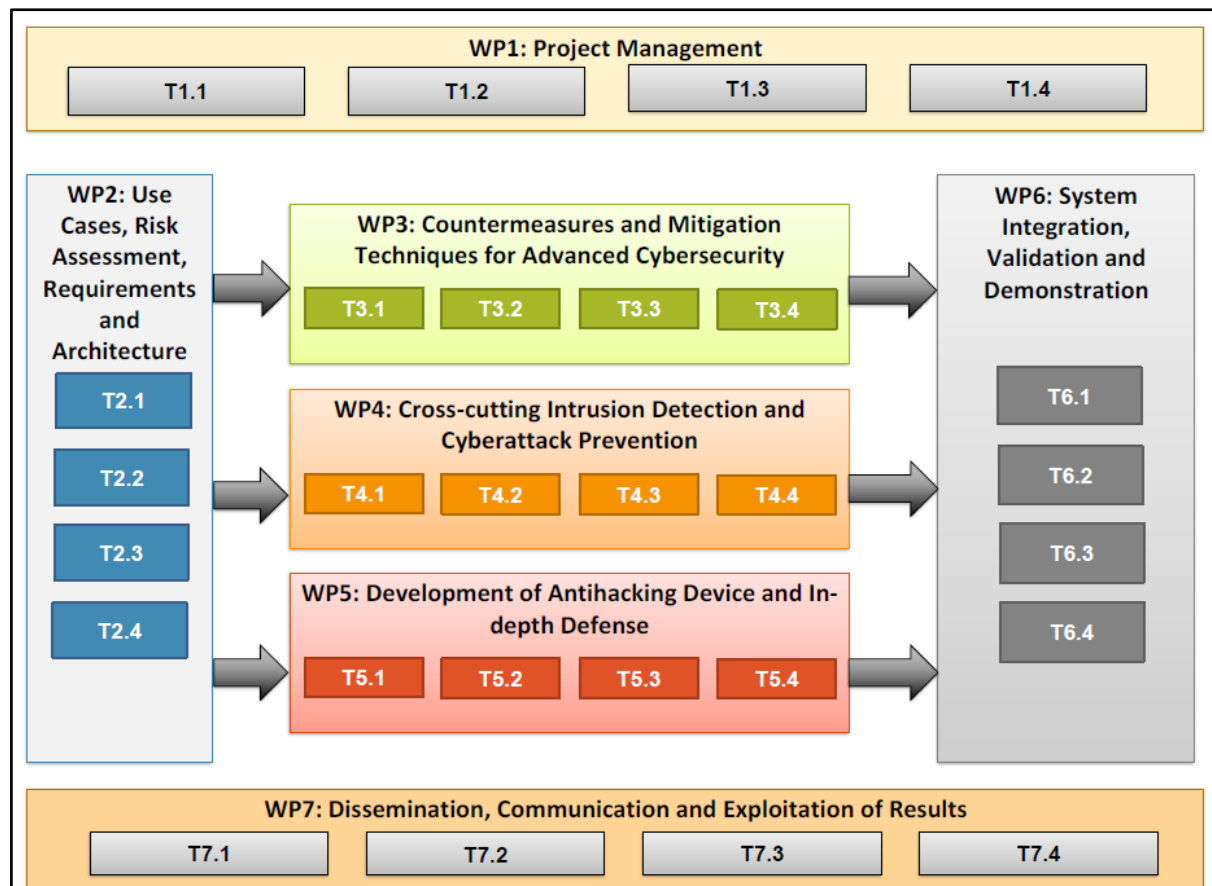 WP1: Project Management
T1.1 T1.2 T1.3 T1.4
WP2: Use
Cases, Risk
Assessment,
Requirements
and
Architecture
T2.1
T2.2
T2.3
T2.4
WP3: Countermeasures and Mitigation
Techniques for Advanced Cybersecurity
T3.1 T3.2 T3.3 T3.4
WP4: Cross-cutting Intrusion Detection and
Cyberattack Prevention
T4.1 T4.2 T4.3 T4.4
WP5: Development of Antihacking Device and In-
depth Defense
T5.1 T5.2 T5.3 T5.4
WP6: System
Integration,
Validation and
Demonstration
T6.1
T6.2
T6.3
T6.4
WP7: Dissemination, Communication and Exploitation of Results
T7.1 T7.2 T7.3 T7.4